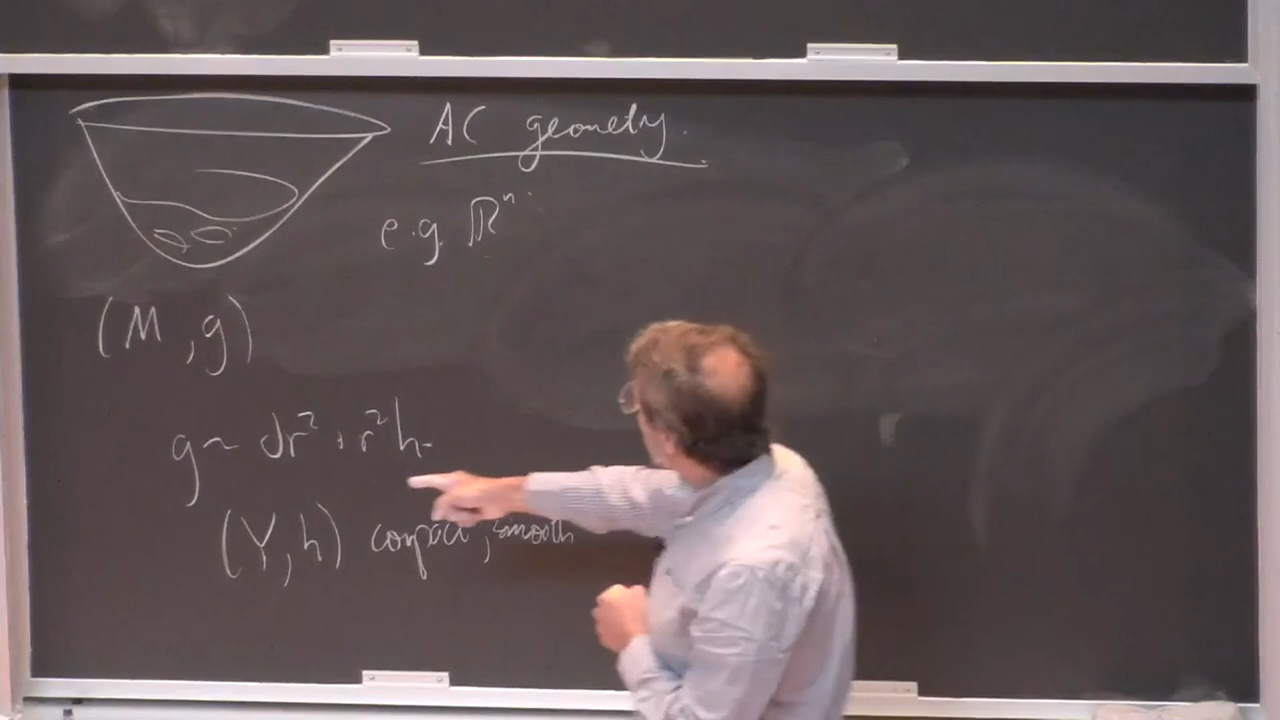 AC geometry.
e.g. ℝⁿ
(M, g)
g ~ dr² + r²h
(Y, h) compact, smooth